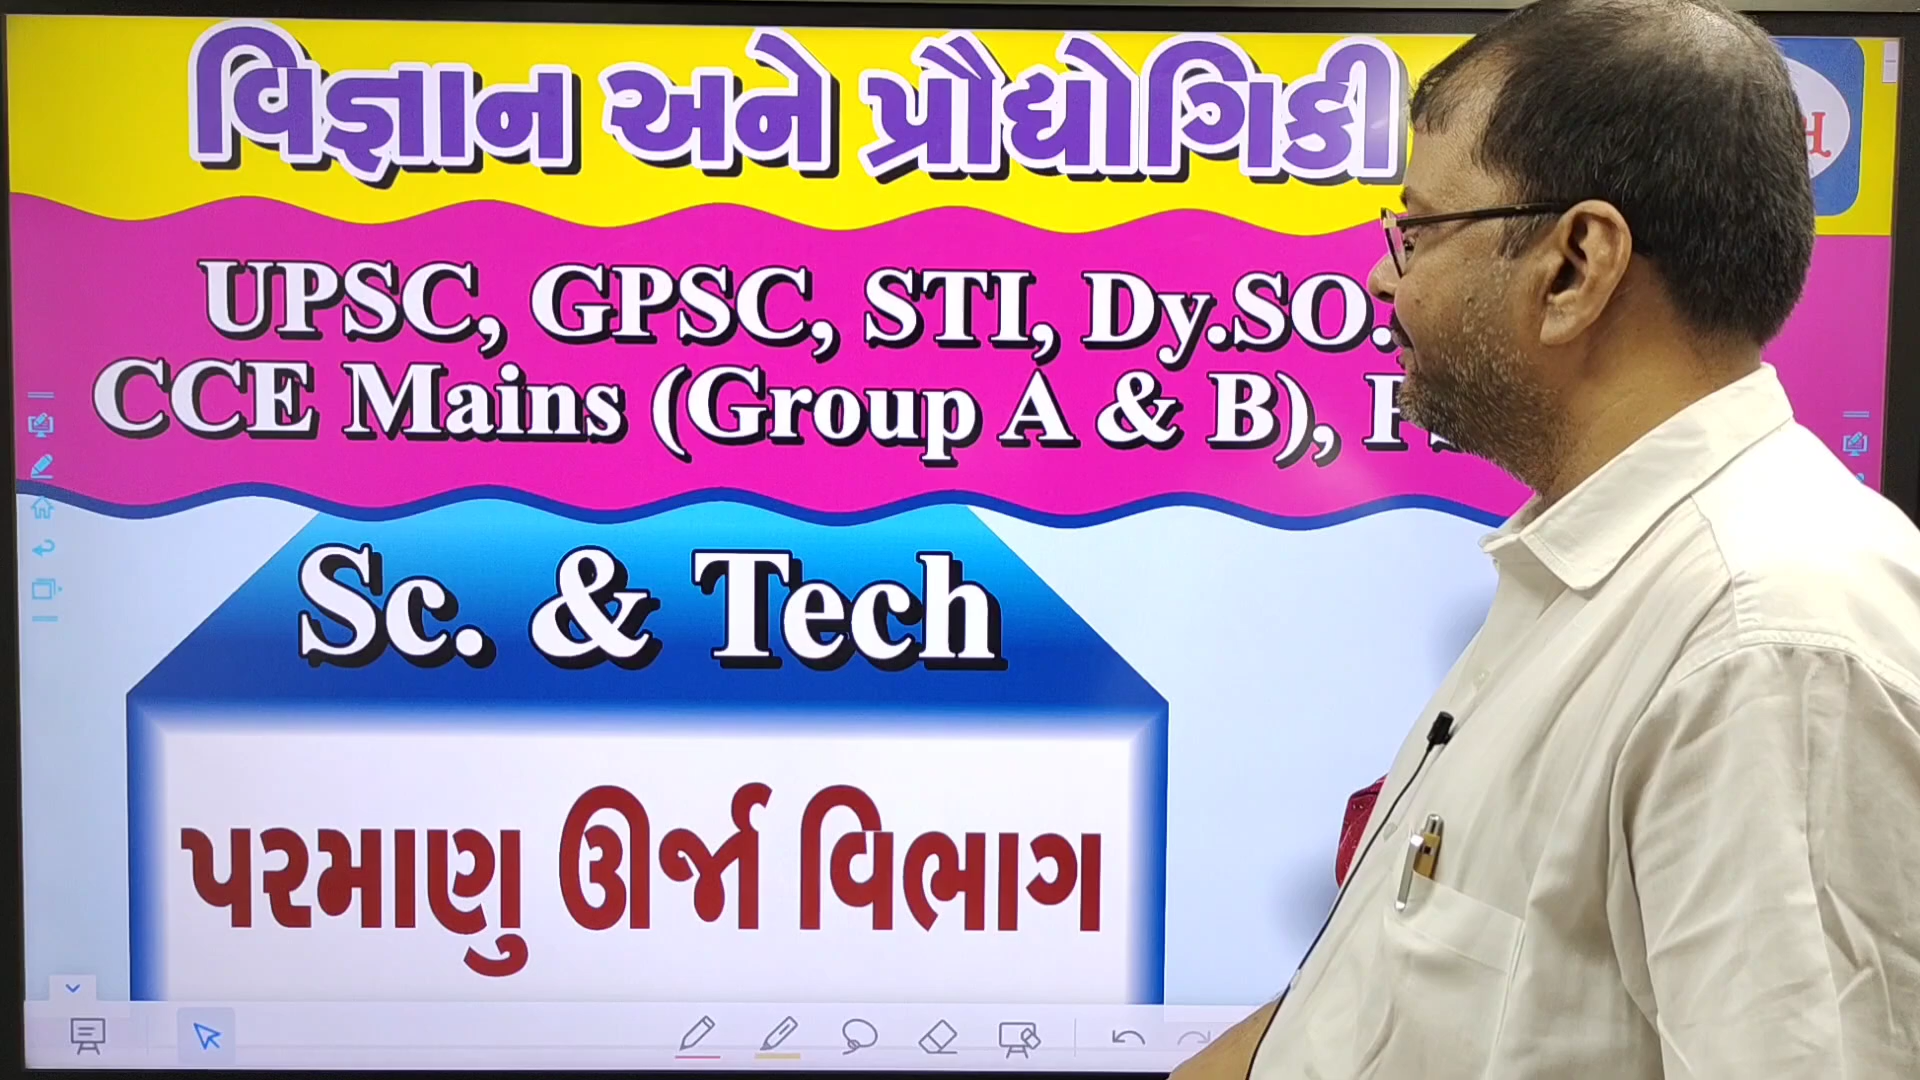 વિજ્ઞાન અને પ્રૌદ્યોગિકી
UPSC, GPSC, STI, Dy.SO.
CCE Mains (Group A & B),
Sc. & Tech
પરમાણુ ઊર્જા વિભાગ